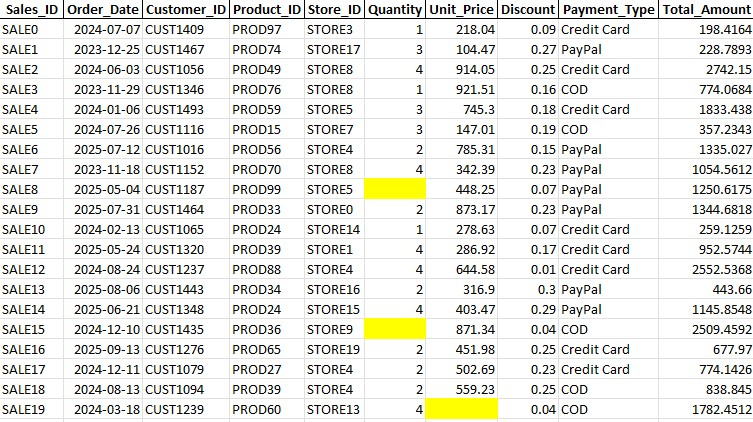 Sales_ID Order_Date Customer_ID Product_ID Store_ID Quantity Unit_Price Discount Payment_Type Total_Amount
SALE0 2024-07-07 CUST1409 PROD97 STORE3 1 218.04 0.09 Credit Card 198.4164
SALE1 2023-12-25 CUST1467 PROD74 STORE17 3 104.47 0.27 PayPal 228.7893
SALE2 2024-06-03 CUST1056 PROD49 STORE8 4 914.05 0.25 Credit Card 2742.15
SALE3 2023-11-29 CUST1346 PROD76 STORE8 1 921.51 0.16 COD 774.0684
SALE4 2024-01-06 CUST1493 PROD59 STORE5 3 745.3 0.18 Credit Card 1833.438
SALE5 2024-07-26 CUST1116 PROD15 STORE7 3 147.01 0.19 COD 357.2343
SALE6 2025-07-12 CUST1016 PROD56 STORE4 2 785.31 0.15 PayPal 1335.027
SALE7 2023-11-18 CUST1152 PROD70 STORE8 4 342.39 0.23 PayPal 1054.5612
SALE8 2025-05-04 CUST1187 PROD99 STORE5 448.25 0.07 PayPal 1250.6175
SALE9 2025-07-31 CUST1464 PROD33 STORE0 2 873.17 0.23 PayPal 1344.6818
SALE10 2024-02-13 CUST1065 PROD24 STORE14 1 278.63 0.07 Credit Card 259.1259
SALE11 2025-05-24 CUST1320 PROD39 STORE1 4 286.92 0.17 Credit Card 952.5744
SALE12 2024-08-24 CUST1237 PROD88 STORE4 4 644.58 0.01 Credit Card 2552.5368
SALE13 2025-08-06 CUST1443 PROD34 STORE16 2 316.9 0.3 PayPal 443.66
SALE14 2025-06-21 CUST1348 PROD24 STORE15 4 403.47 0.29 PayPal 1145.8548
SALE15 2024-12-10 CUST1435 PROD36 STORE9 871.34 0.04 COD 2509.4592
SALE16 2025-09-13 CUST1276 PROD65 STORE19 2 451.98 0.25 Credit Card 677.97
SALE17 2024-12-11 CUST1079 PROD27 STORE4 2 502.69 0.23 Credit Card 774.1426
SALE18 2024-08-13 CUST1094 PROD39 STORE4 2 559.23 0.25 COD 838.845
SALE19 2024-03-18 CUST1239 PROD60 STORE13 4 0.04 COD 1782.4512